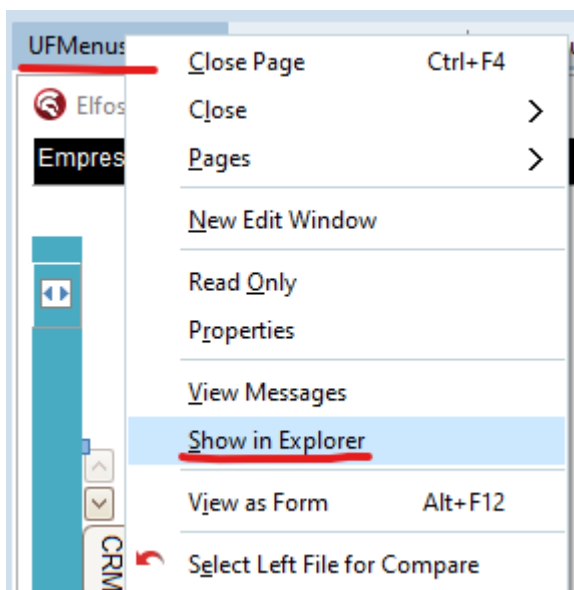 UFMenus
Close Page Ctrl+F4
Elfos
Close
Empres
Pages
New Edit Window
Read Only
Properties
View Messages
Show in Explorer
View as Form Alt+F12
CRM
Select Left File for Compare